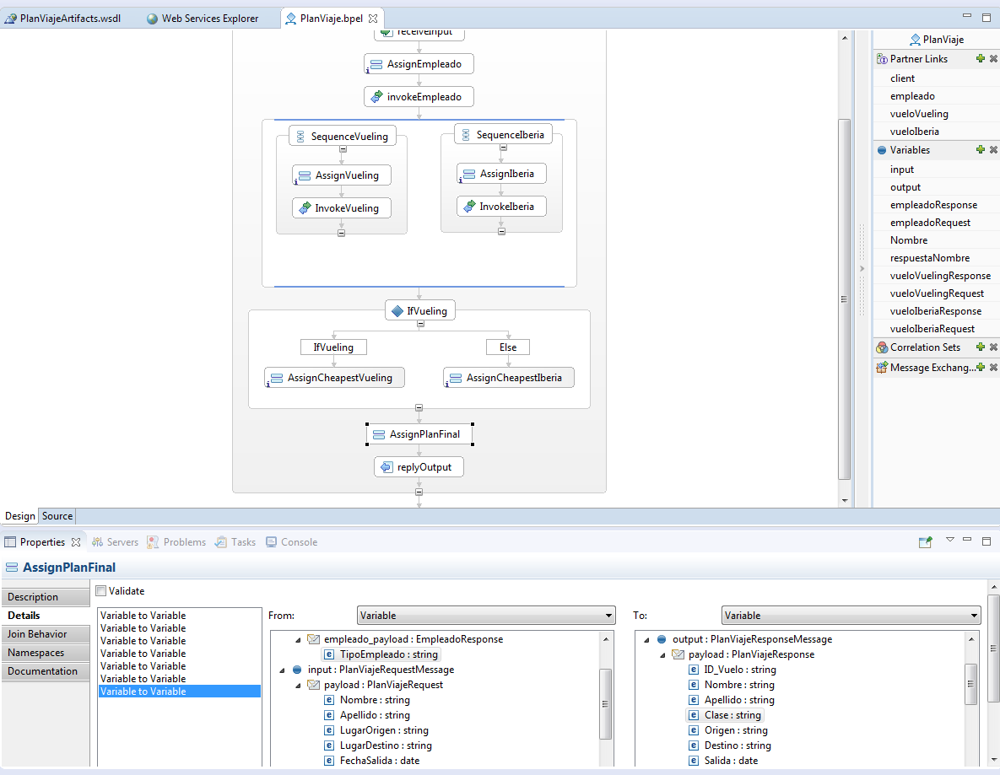 PlanViajeArtifacts.wsdl
Web Services Explorer
PlanViaje.bpel
receiveInput
AssignEmpleado
invokeEmpleado
SequenceVueling
SequenceIberia
AssignVueling
AssignIberia
InvokeVueling
InvokeIberia
IfVueling
IfVueling
Else
AssignCheapestVueling
AssignCheapestIberia
AssignPlanFinal
replyOutput
PlanViaje
Partner Links
client
empleado
vueloVueling
vueloIberia
Variables
input
output
empleadoResponse
empleadoRequest
Nombre
respuestaNombre
vueloVuelingResponse
vueloVuelingRequest
vueloIberiaResponse
vueloIberiaRequest
Correlation Sets
Message Exchang...
Design
Source
Properties
Servers
Problems
Tasks
Console
AssignPlanFinal
Description
Details
Join Behavior
Namespaces
Documentation
Validate
Variable to Variable
Variable to Variable
Variable to Variable
Variable to Variable
Variable to Variable
Variable to Variable
Variable to Variable
From:
Variable
empleado_payload : EmpleadoResponse
TipoEmpleado : string
input : PlanViajeRequestMessage
payload : PlanViajeRequest
Nombre : string
Apellido : string
LugarOrigen : string
LugarDestino : string
FechaSalida : date
To:
Variable
output : PlanViajeResponseMessage
payload : PlanViajeResponse
ID_Vuelo : string
Nombre : string
Apellido : string
Clase : string
Origen : string
Destino : string
Salida : date